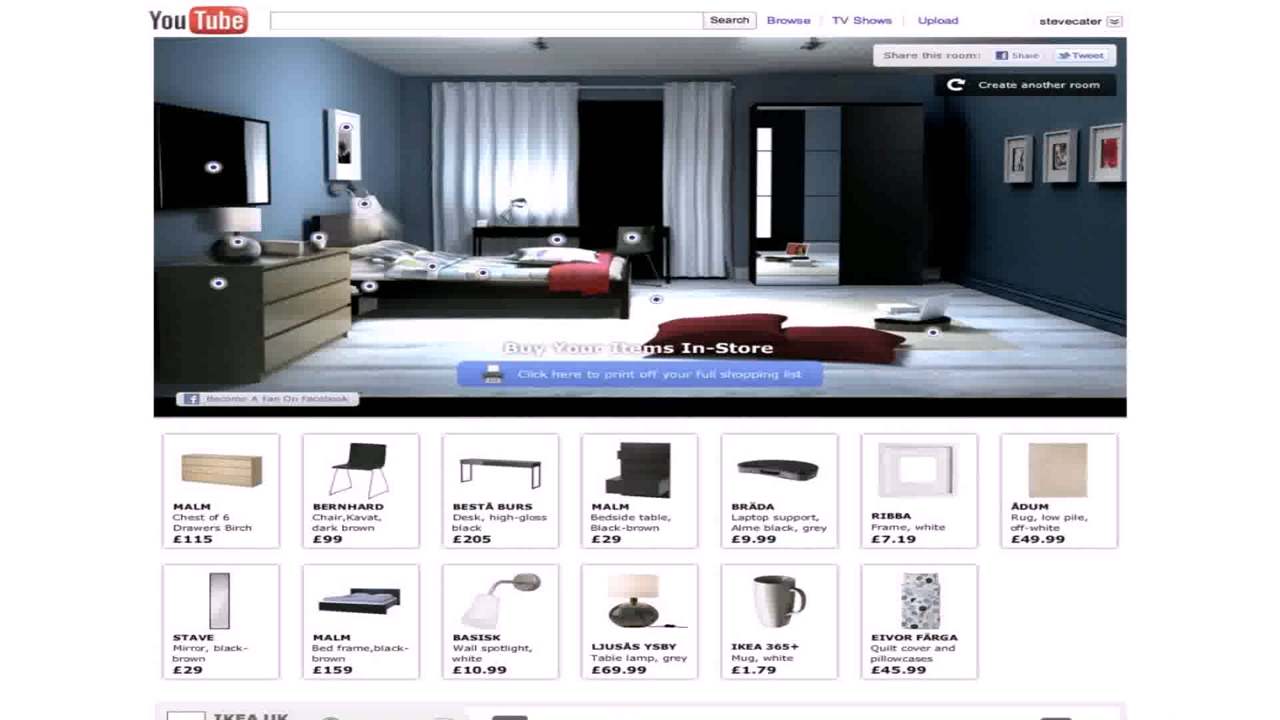 YouTube
Search
Browse
TV Shows
Upload
stevecater
Share this room:
Share
Tweet
Create another room
Buy Your Items In-Store
Click here to print off your full shopping list
Become A Fan On Facebook
MALM
Chest of 6
Drawers Birch
£115
BERNHARD
Chair,Kavat,
dark brown
£99
BESTÅ BURS
Desk, high-gloss
black
£205
MALM
Bedside table,
Black-brown
£29
BRÄDA
Laptop support,
Alme black, grey
£9.99
RIBBA
Frame, white
£7.19
ÅDUM
Rug, low pile,
off-white
£49.99
STAVE
Mirror, black-
brown
£29
MALM
Bed frame,black-
brown
£159
BASISK
Wall spotlight,
white
£10.99
LJUSÅS YSBY
Table lamp, grey
£69.99
IKEA 365+
Mug, white
£1.79
EIVOR FÄRGA
Quilt cover and
pillowcases
£45.99
IKEA UK